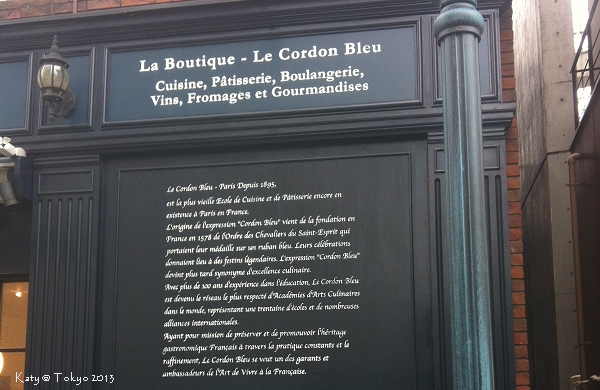 La Boutique - Le Cordon Bleu
Cuisine, Pâtisserie, Boulangerie,
Vins, Fromages et Gourmandises
Le Cordon Bleu - Paris Depuis 1895,
est la plus vieille Ecole de Cuisine et de Pâtisserie encore en
existence à Paris en France.
L'origine de l'expression "Cordon Bleu" vient de la fondation en
France en 1578 de l'Ordre des Chevaliers du Saint-Esprit qui
portaient leur médaille sur un ruban bleu. Leurs célébrations
donnaient lieu à des festins légendaires. L'expression "Cordon Bleu"
devint plus tard synonyme d'excellence culinaire.
Avec plus de 100 ans d'expérience dans l'éducation, Le Cordon Bleu
est devenu le réseau le plus respecté d'Académies d'Arts Culinaires
dans le monde, représentant une trentaine d'écoles et de nombreuses
alliances internationales.
Ayant pour mission de préserver et de promouvoir l'héritage
gastronomique Français à travers la pratique constante et le
raffinement, Le Cordon Bleu se veut un des garants et
ambassadeurs de l'Art de Vivre à la Française.
Katy @ Tokyo 2013